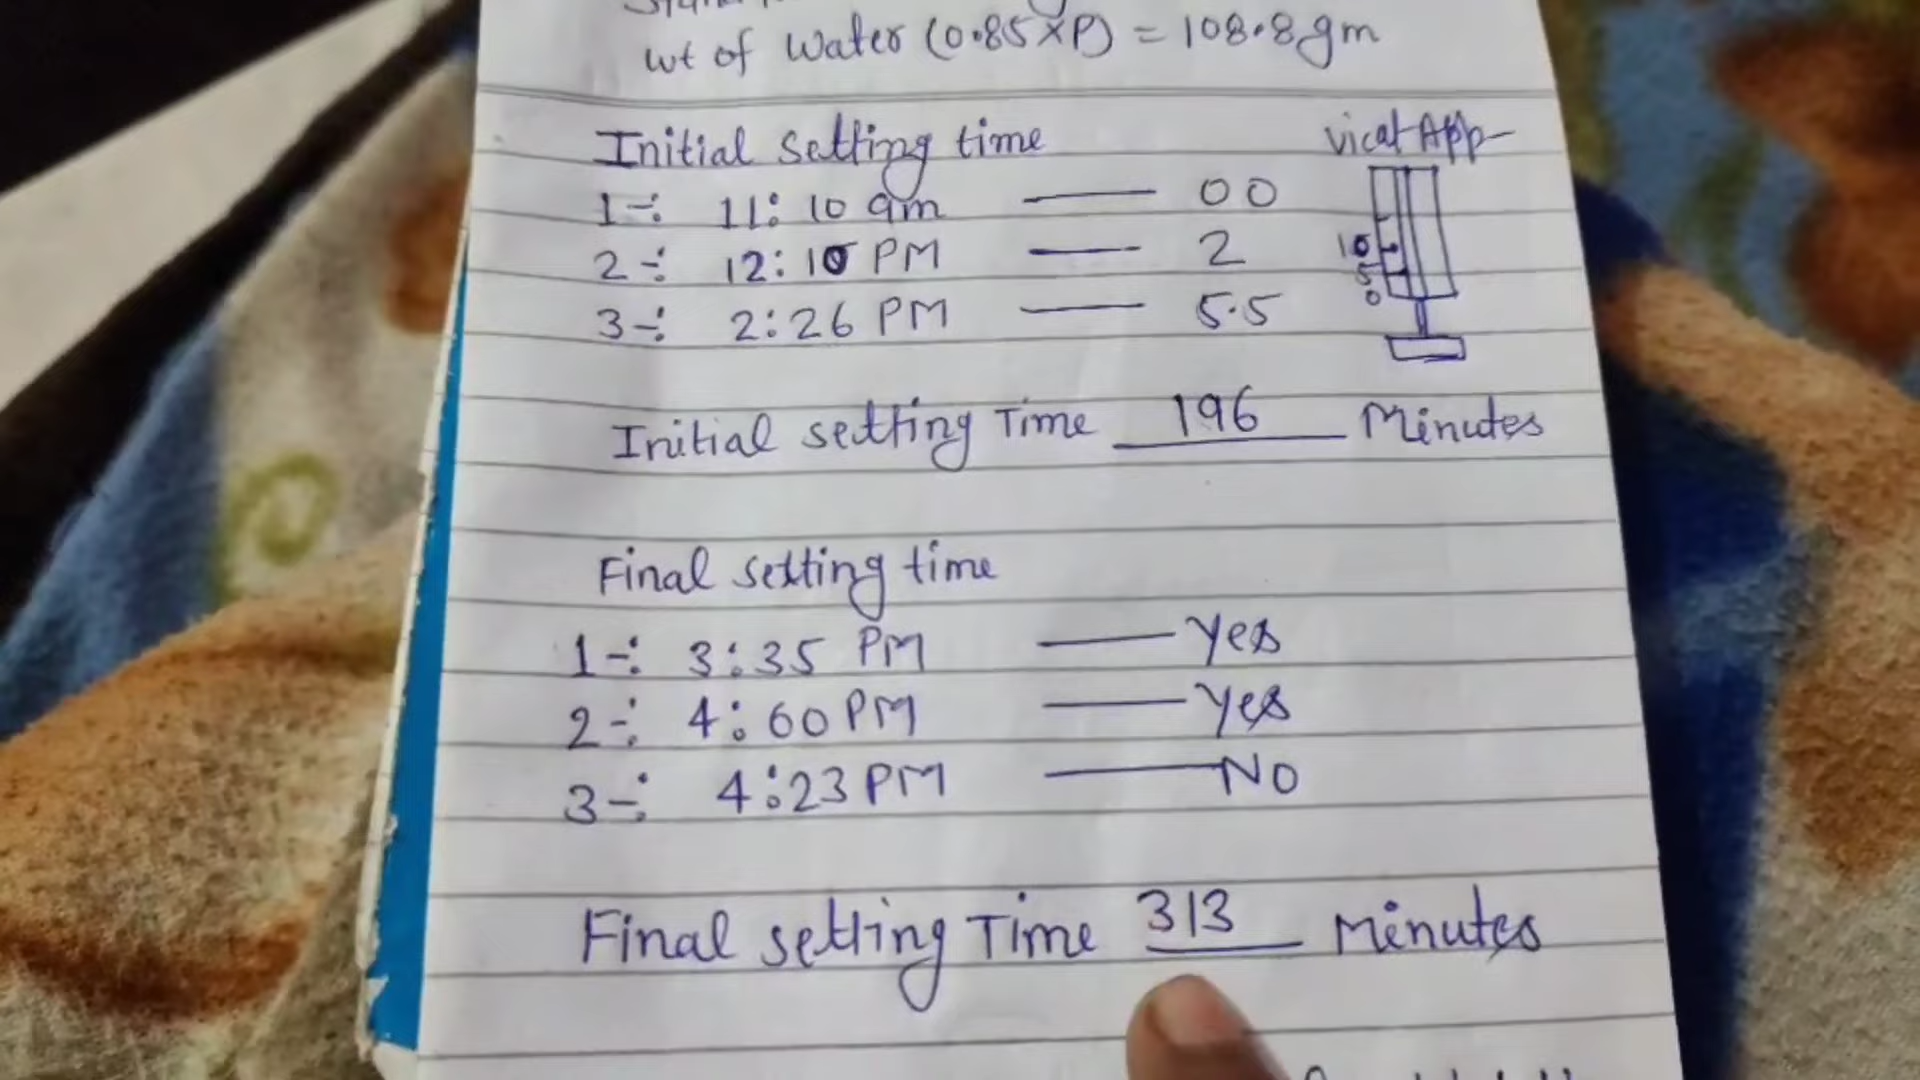 wt of water (0.85xP) = 108.8gm
Initial setting time
Vicat App-
1-: 11:10 am — 00
2-: 12:10 PM — 2
3-: 2:26 PM — 5.5
10
5
0
Initial setting Time 196 Minutes
Final setting time
1-: 3:35 PM — Yes
2-: 4:60 PM — Yes
3-: 4:23 PM — NO
Final setting Time 313 Minutes